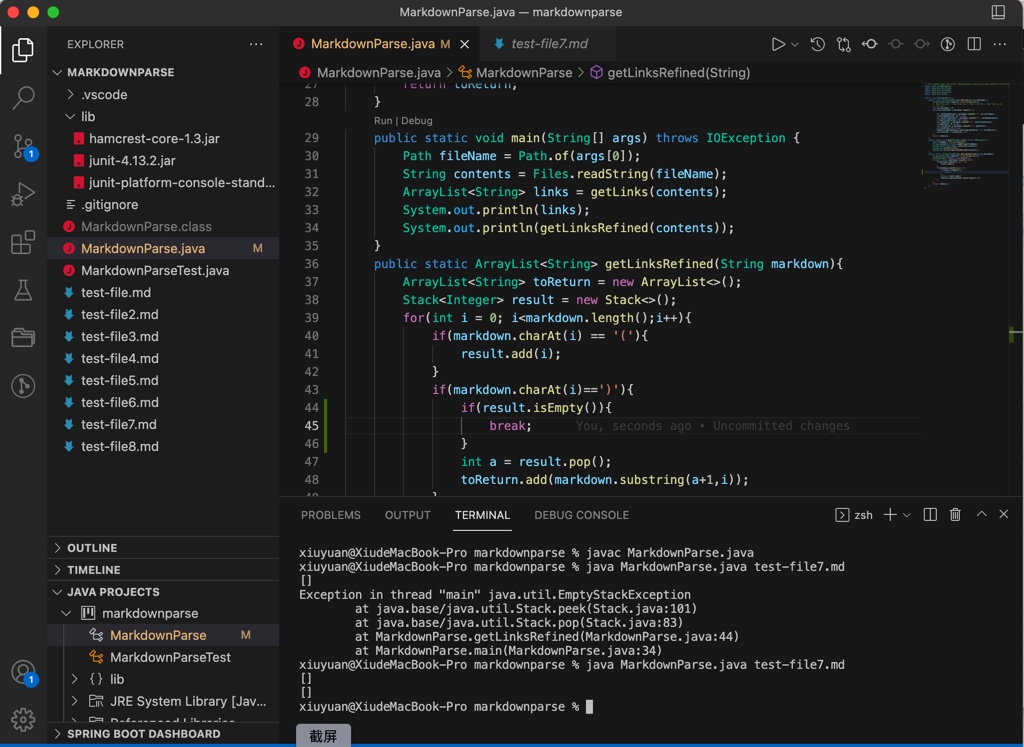 MarkdownParse.java — markdownparse
EXPLORER
MARKDOWNPARSE
.vscode
lib
hamcrest-core-1.3.jar
junit-4.13.2.jar
junit-platform-console-stand...
.gitignore
MarkdownParse.class
MarkdownParse.java M
MarkdownParseTest.java
test-file.md
test-file2.md
test-file3.md
test-file4.md
test-file5.md
test-file6.md
test-file7.md
test-file8.md
OUTLINE
TIMELINE
JAVA PROJECTS
markdownparse
MarkdownParse M
MarkdownParseTest
{} lib
JRE System Library [Jav...
Referenced Libraries
SPRING BOOT DASHBOARD
1
1
MarkdownParse.java M
test-file7.md
MarkdownParse.java > MarkdownParse > getLinksRefined(String)
27 return toReturn;
28 }
Run | Debug
29 public static void main(String[] args) throws IOException {
30 Path fileName = Path.of(args[0]);
31 String contents = Files.readString(fileName);
32 ArrayList<String> links = getLinks(contents);
33 System.out.println(links);
34 System.out.println(getLinksRefined(contents));
35 }
36 public static ArrayList<String> getLinksRefined(String markdown){
37 ArrayList<String> toReturn = new ArrayList<>();
38 Stack<Integer> result = new Stack<>();
39 for(int i = 0; i<markdown.length();i++){
40 if(markdown.charAt(i) == '('){
41 result.add(i);
42 }
43 if(markdown.charAt(i)==')'){
44 if(result.isEmpty()){
45 break; You, seconds ago • Uncommitted changes
46 }
47 int a = result.pop();
48 toReturn.add(markdown.substring(a+1,i));
49 }
PROBLEMS OUTPUT TERMINAL DEBUG CONSOLE
zsh
xiuyuan@XiudeMacBook-Pro markdownparse % javac MarkdownParse.java
xiuyuan@XiudeMacBook-Pro markdownparse % java MarkdownParse.java test-file7.md
[]
Exception in thread "main" java.util.EmptyStackException
at java.base/java.util.Stack.peek(Stack.java:101)
at java.base/java.util.Stack.pop(Stack.java:83)
at MarkdownParse.getLinksRefined(MarkdownParse.java:44)
at MarkdownParse.main(MarkdownParse.java:34)
xiuyuan@XiudeMacBook-Pro markdownparse % java MarkdownParse.java test-file7.md
[]
[]
xiuyuan@XiudeMacBook-Pro markdownparse %
截屏